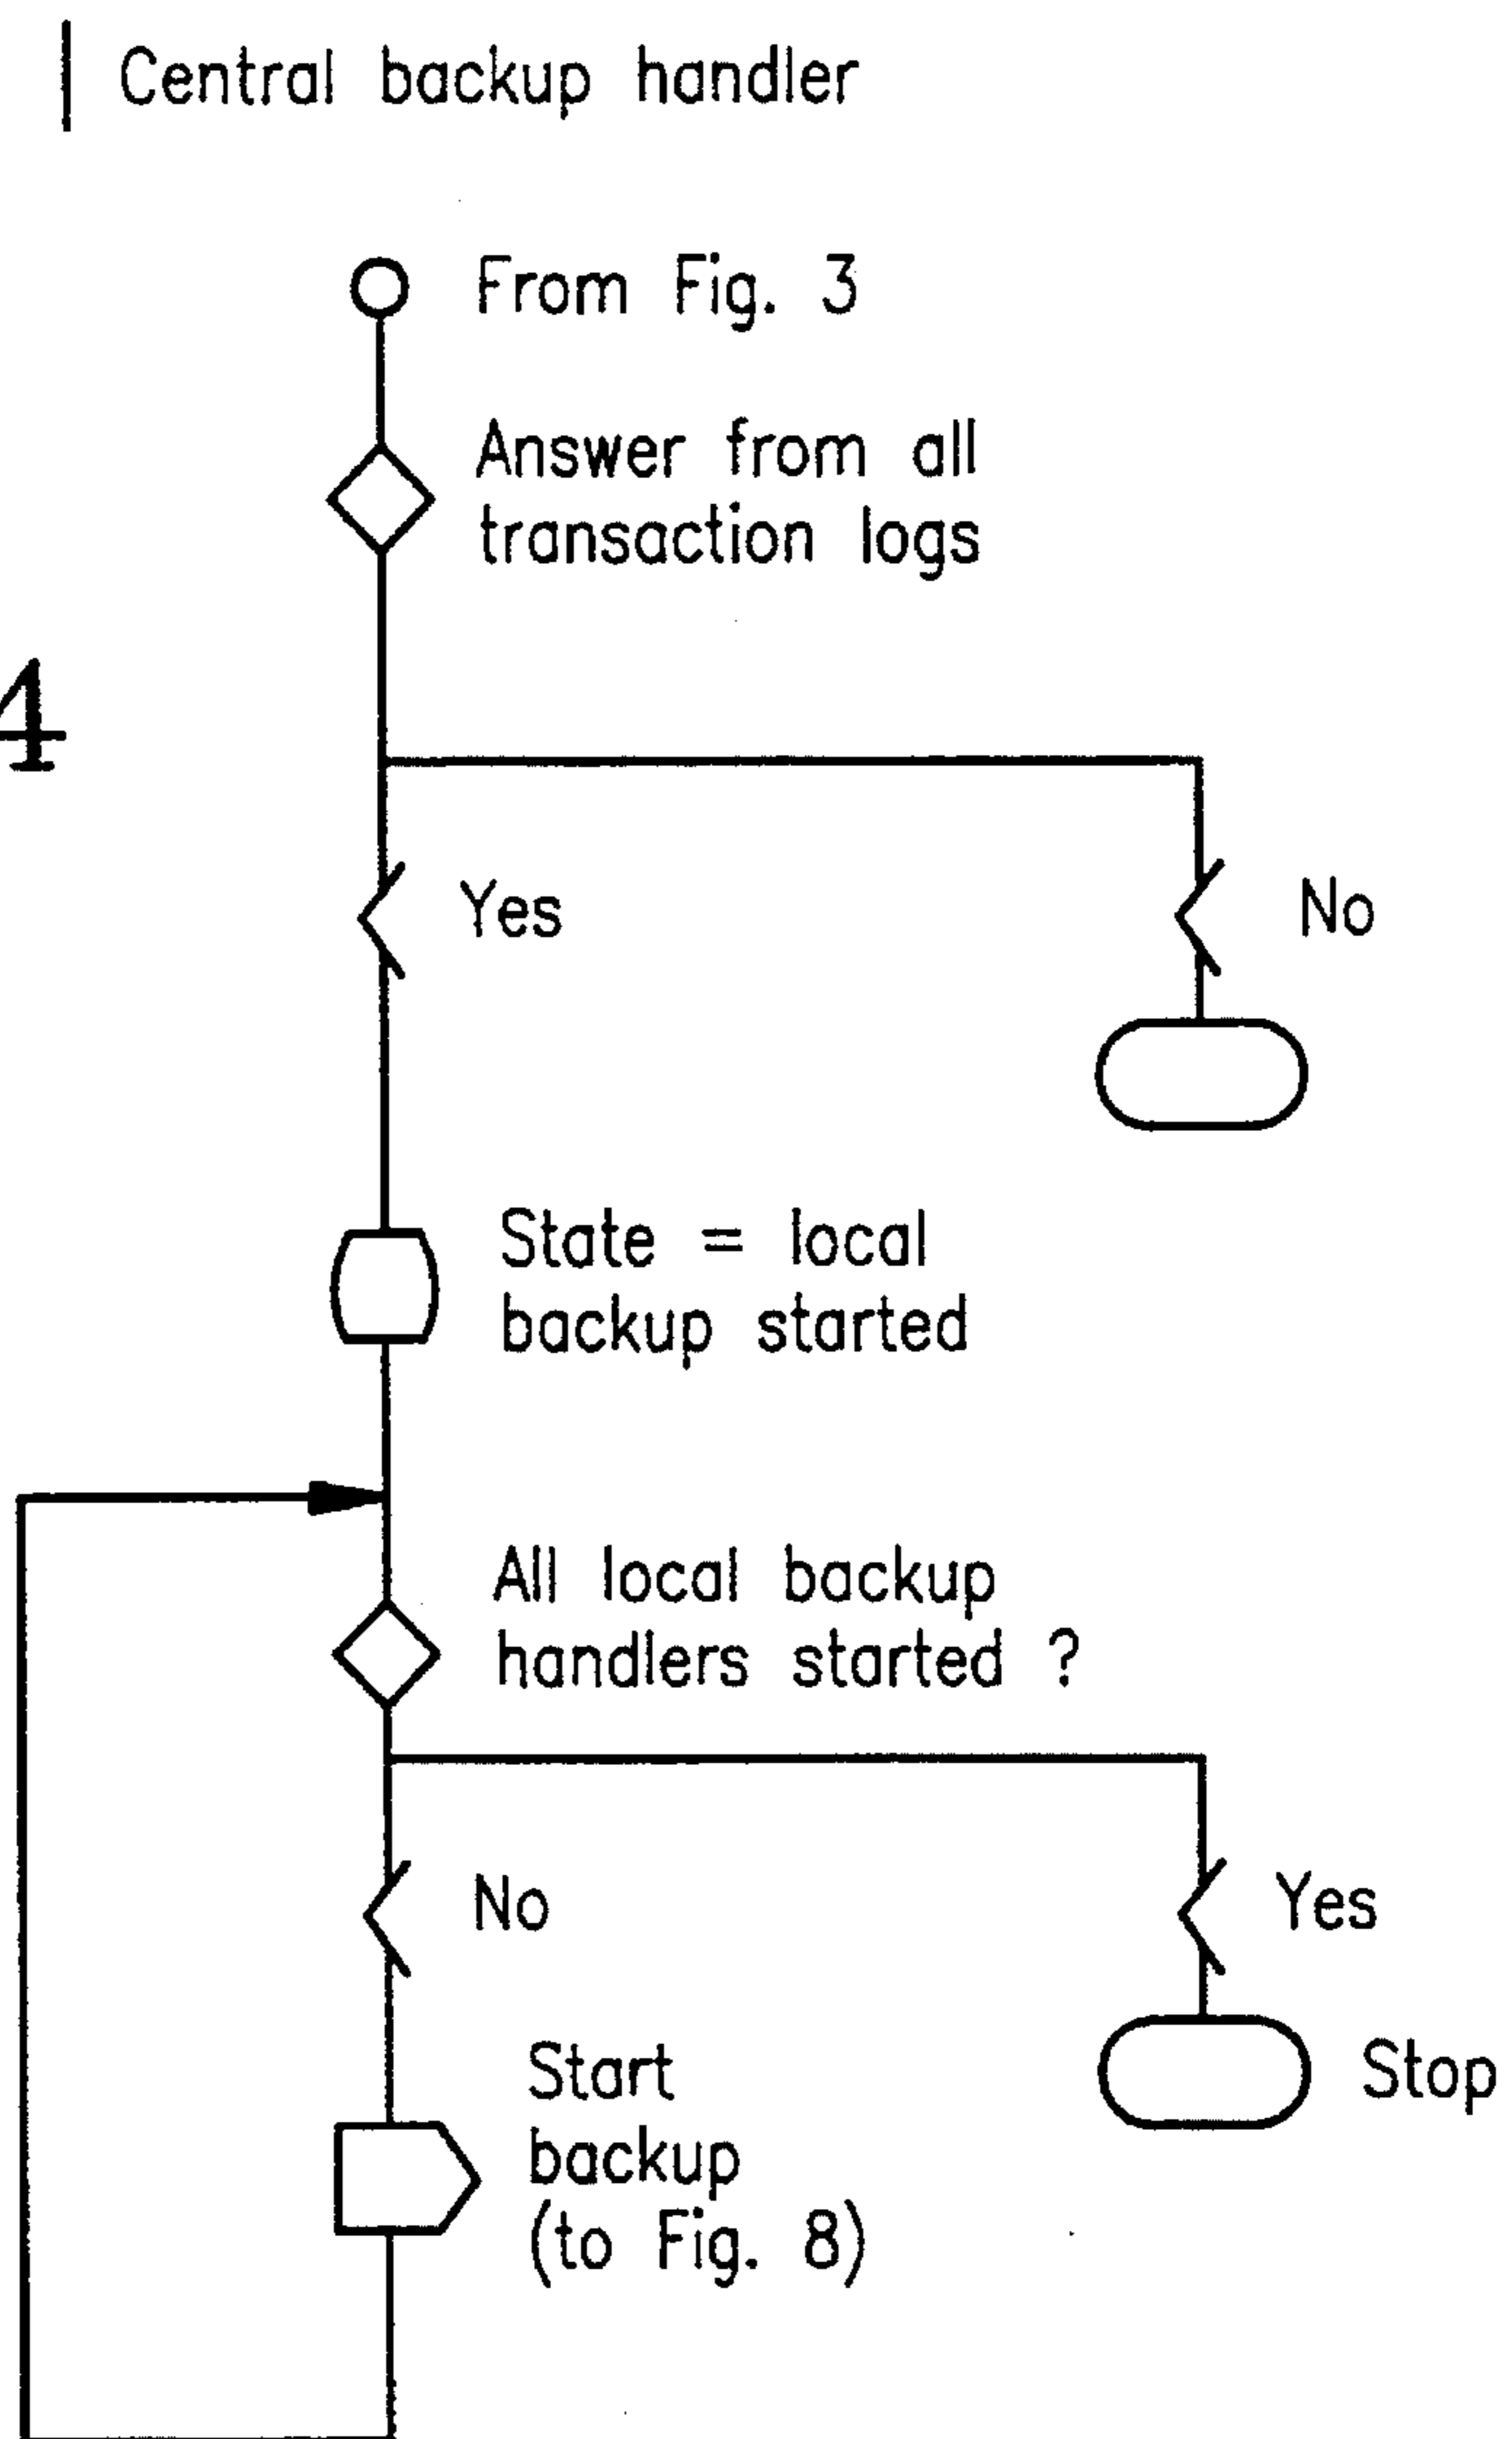 Central backup handler
From Fig. 3
Answer from all
transaction logs
4
Yes
No
State = local
backup started
All local backup
handlers started ?
No
Yes
Start
backup
(to Fig. 8)
Stop